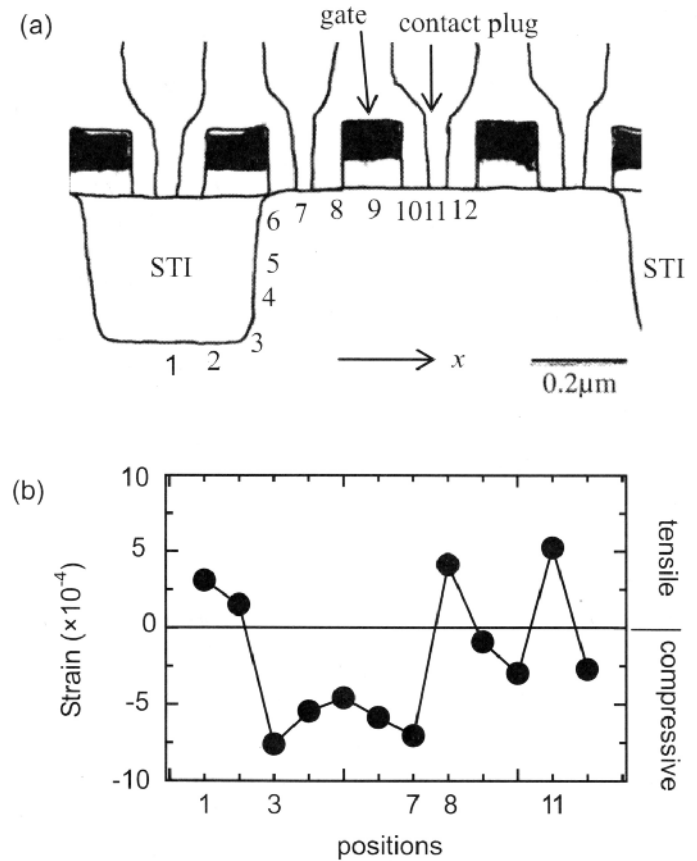 (a)
gate
contact plug
6 7 8 9 10 11 12
STI
5
4
3
2
1
STI
x
0.2µm
(b)
Strain (×10-4)
10
5
0
-5
-10
tensile
compressive
1 3 7 8 11
positions